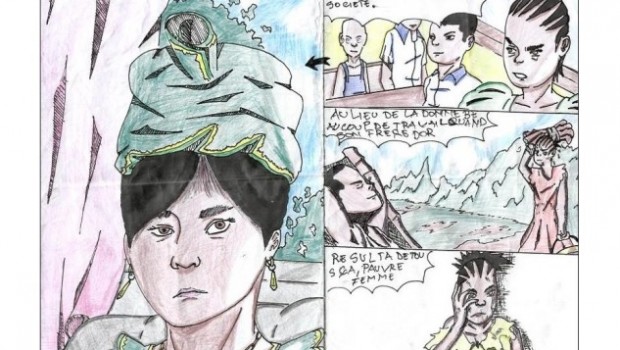 SOCIETE.
AU LIEU DE LA DONNE BE
AUCOUP DE TRAVAIL QUAND
SON FRERE DOR
RESULTA DE TOU
S ÇA, PAUVRE
FEMME